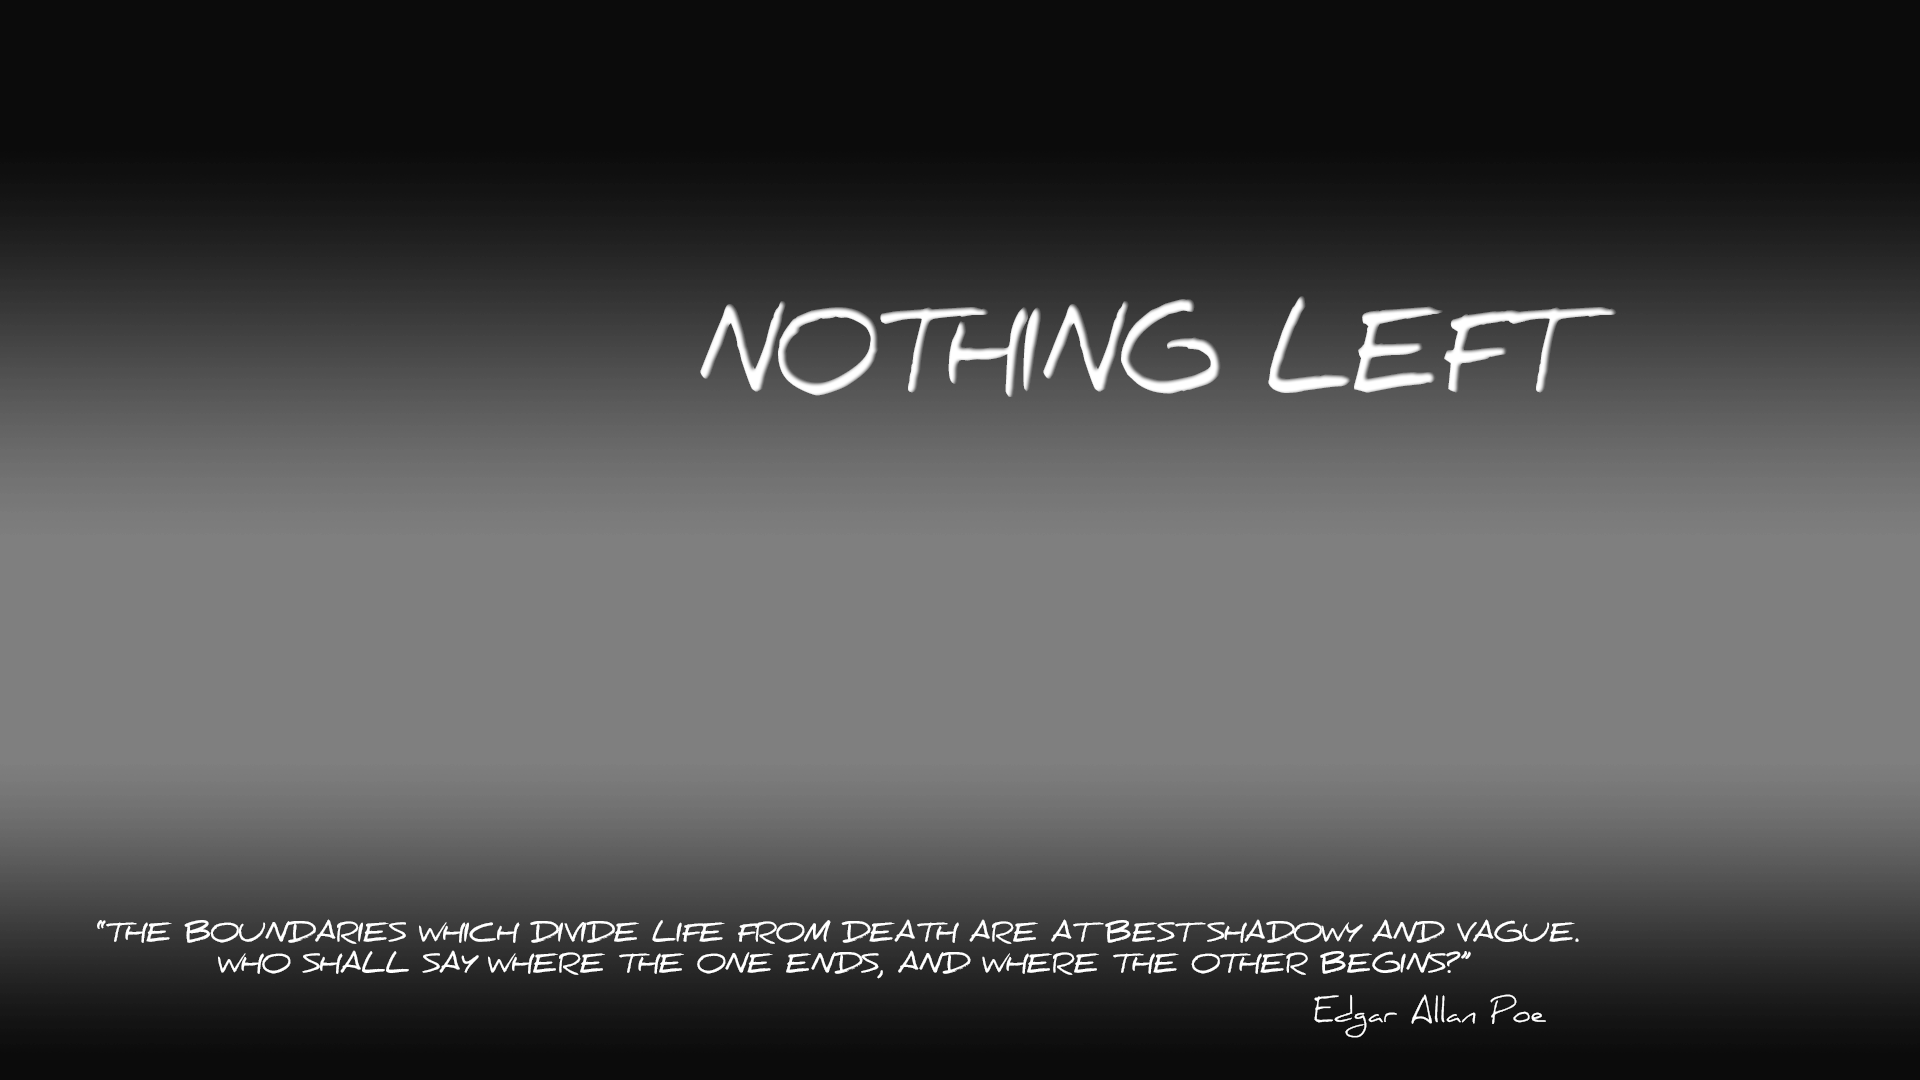 NOTHING LEFT
"THE BOUNDARIES WHICH DIVIDE LIFE FROM DEATH ARE AT BEST SHADOWY AND VAGUE.
WHO SHALL SAY WHERE THE ONE ENDS, AND WHERE THE OTHER BEGINS?"
Edgar Allan Poe